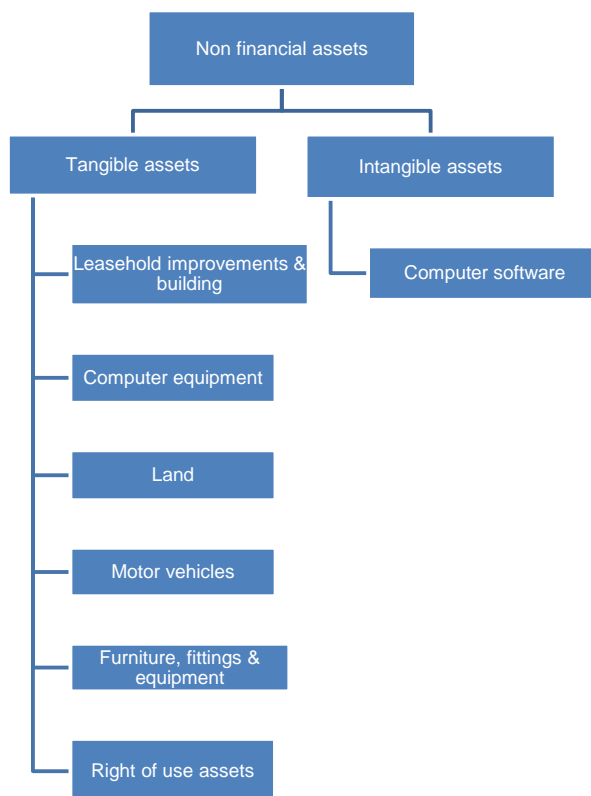 Non financial assets
Tangible assets
Intangible assets
Leasehold improvements &
building
Computer software
Computer equipment
Land
Motor vehicles
Furniture, fittings &
equipment
Right of use assets